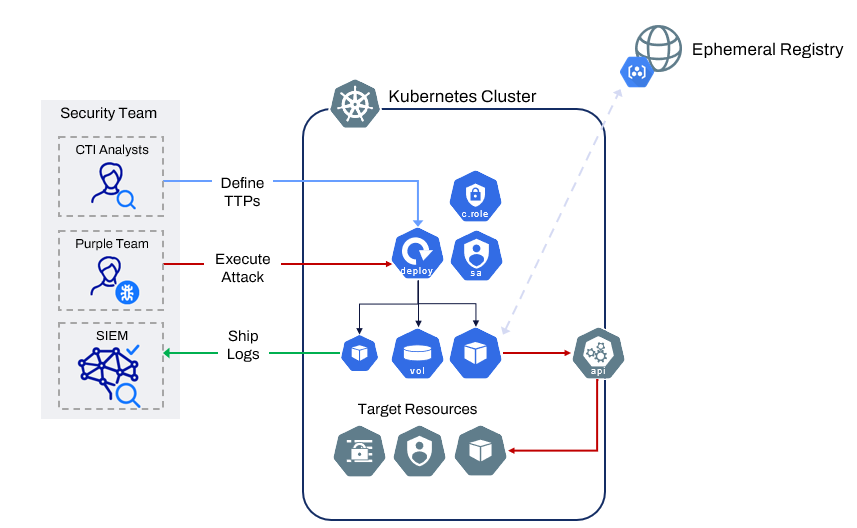 Ephemeral Registry
Kubernetes Cluster
Security Team
CTI Analysts
Define
TTPs
c.role
Purple Team
Execute
Attack
deploy
sa
SIEM
Ship
Logs
vol
api
Target Resources